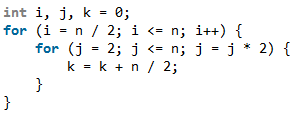 int i, j, k = 0;
for (i = n / 2; i <= n; i++) {
    for (j = 2; j <= n; j = j * 2) {
        k = k + n / 2;
    }
}